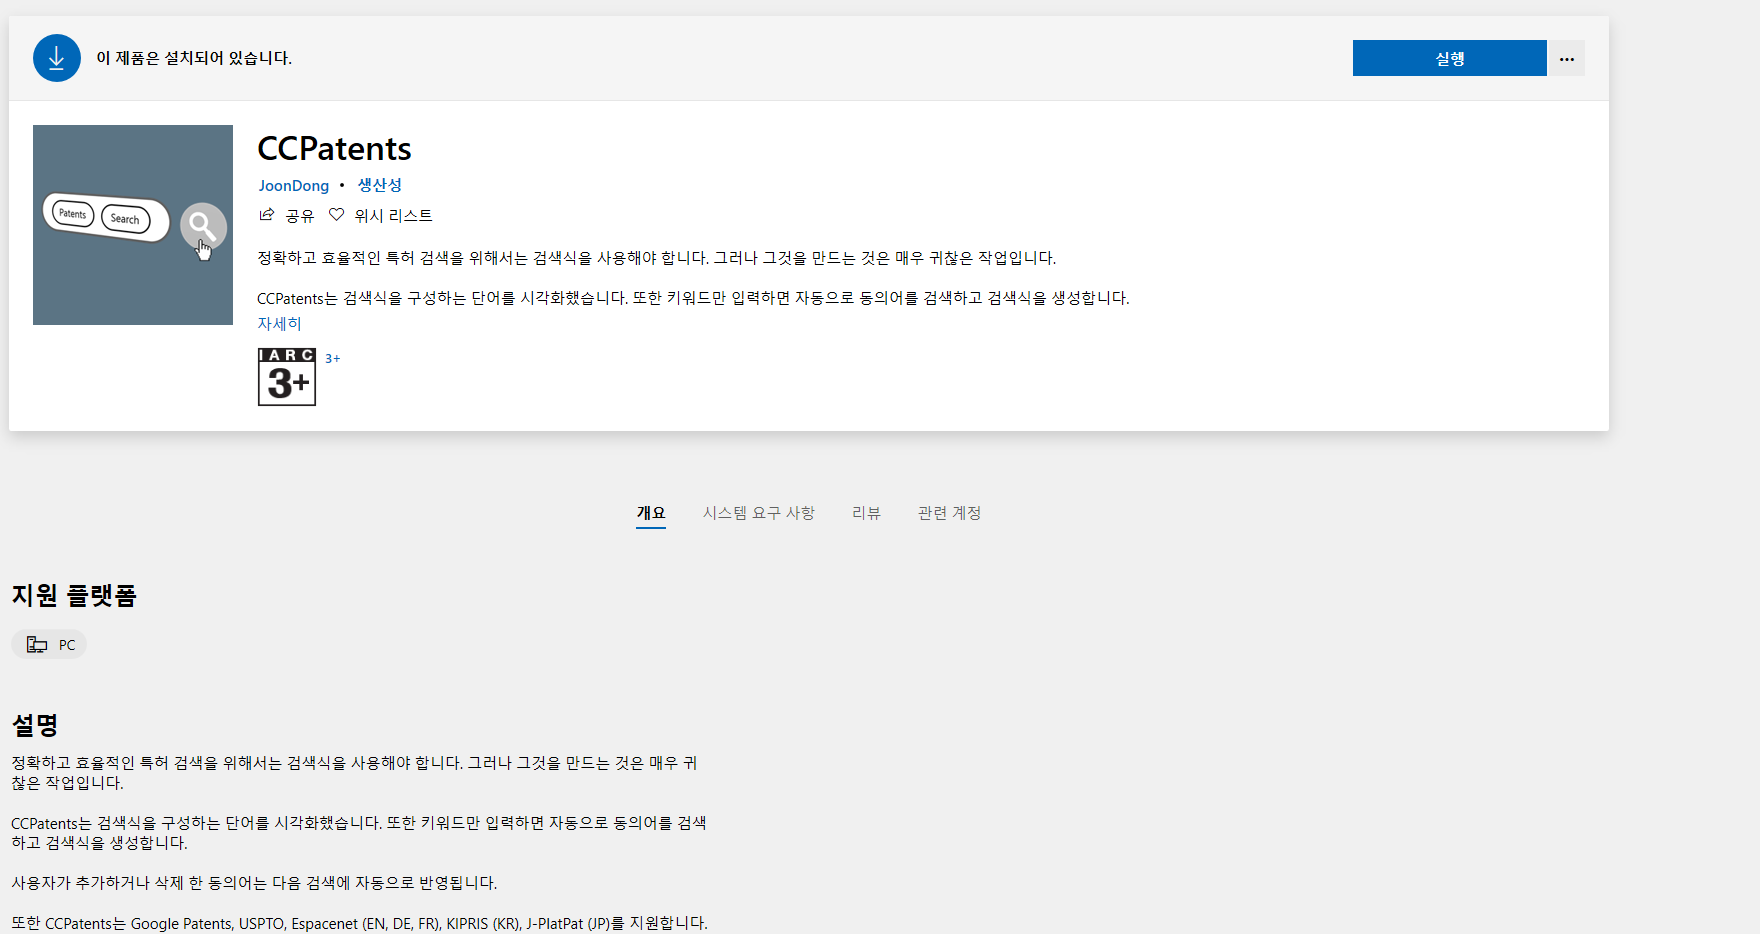 이 제품은 설치되어 있습니다.
실행
CCPatents
Patents
Search
JoonDong • 생산성
공유 위시 리스트
정확하고 효율적인 특허 검색을 위해서는 검색식을 사용해야 합니다. 그러나 그것을 만드는 것은 매우 귀찮은 작업입니다.
CCPatents는 검색식을 구성하는 단어를 시각화했습니다. 또한 키워드만 입력하면 자동으로 동의어를 검색하고 검색식을 생성합니다.
자세히
IARC
3+
3+
개요 시스템 요구 사항 리뷰 관련 계정
지원 플랫폼
PC
설명
정확하고 효율적인 특허 검색을 위해서는 검색식을 사용해야 합니다. 그러나 그것을 만드는 것은 매우 귀
찮은 작업입니다.
CCPatents는 검색식을 구성하는 단어를 시각화했습니다. 또한 키워드만 입력하면 자동으로 동의어를 검색
하고 검색식을 생성합니다.
사용자가 추가하거나 삭제 한 동의어는 다음 검색에 자동으로 반영됩니다.
또한 CCPatents는 Google Patents, USPTO, Espacenet (EN, DE, FR), KIPRIS (KR), J-PlatPat (JP)를 지원합니다.